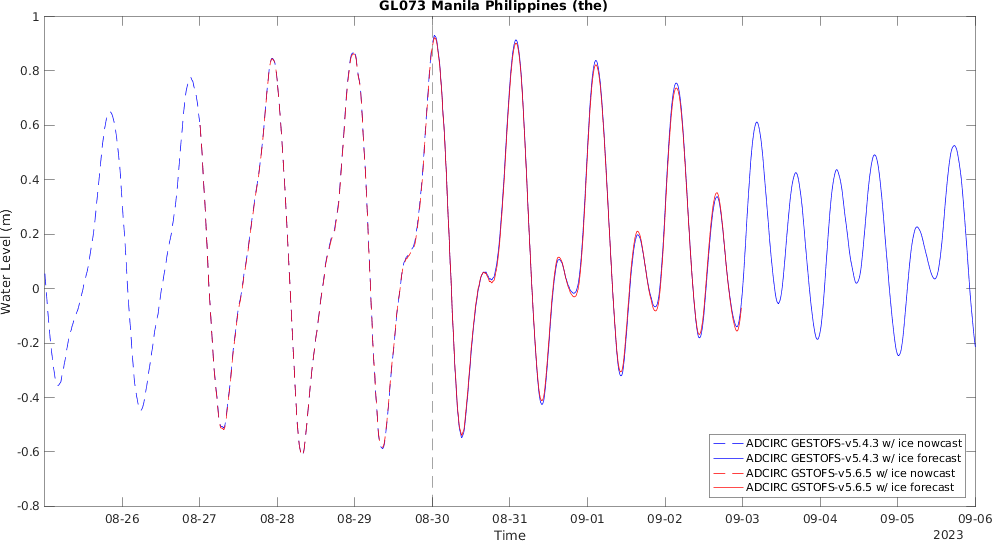 GL073 Manila Philippines (the)
1
0.8
0.6
0.4
0.2
0
-0.2
-0.4
-0.6
-0.8
Water Level (m)
ADCIRC GESTOFS-v5.4.3 w/ ice nowcast
ADCIRC GESTOFS-v5.4.3 w/ ice forecast
ADCIRC GSTOFS-v5.6.5 w/ ice nowcast
ADCIRC GSTOFS-v5.6.5 w/ ice forecast
08-26 08-27 08-28 08-29 08-30 08-31 09-01 09-02 09-03 09-04 09-05 09-06
Time
2023